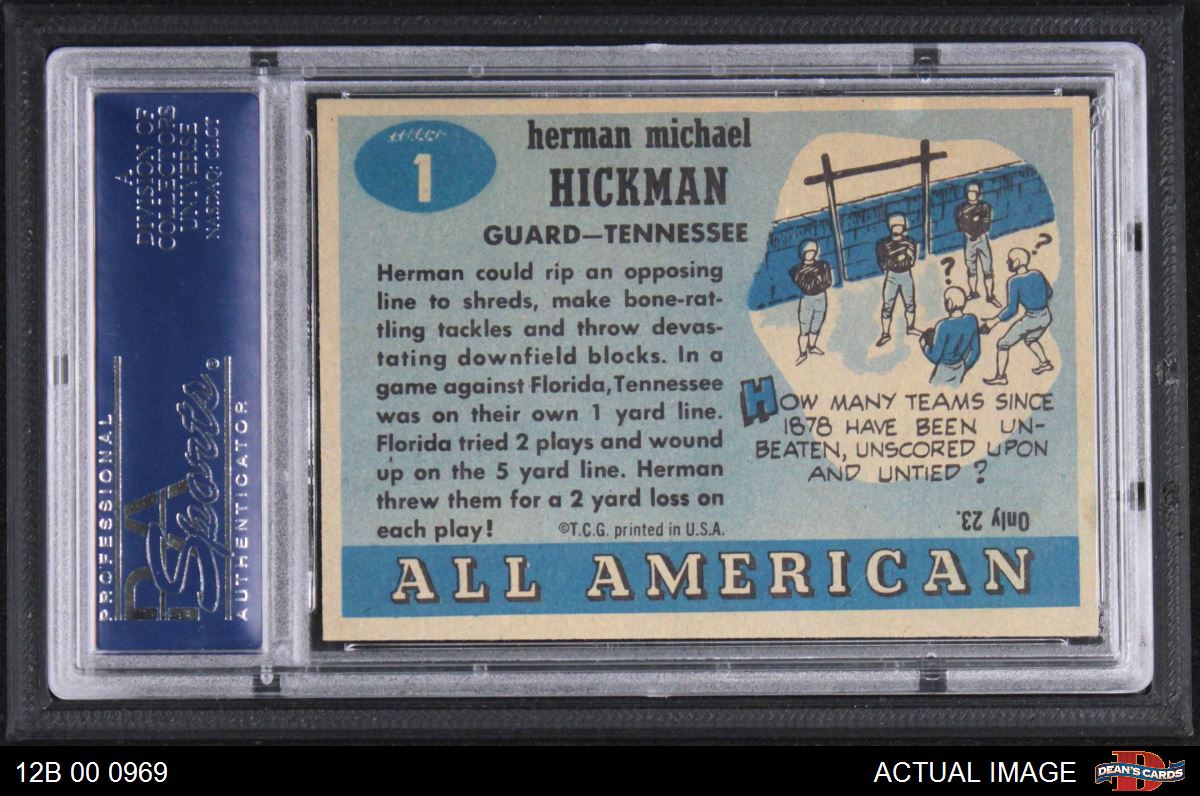 A
DIVISION OF
COLLECTORS
UNIVERSE
NASDAQ: CLCT
PROFESSIONAL
PSA
Sports®
AUTHENTICATOR
1
herman michael
HICKMAN
GUARD—TENNESSEE
Herman could rip an opposing
line to shreds, make bone-rat-
tling tackles and throw devas-
tating downfield blocks. In a
game against Florida, Tennessee
was on their own 1 yard line.
Florida tried 2 plays and wound
up on the 5 yard line. Herman
threw them for a 2 yard loss on
each play!
©T.C.G. printed in U.S.A.
? ?
HOW MANY TEAMS SINCE
1878 HAVE BEEN UN-
BEATEN, UNSCORED UPON
AND UNTIED ?
Only 23.
ALL AMERICAN
12B 00 0969
ACTUAL IMAGE
D
DEAN'S CARDS